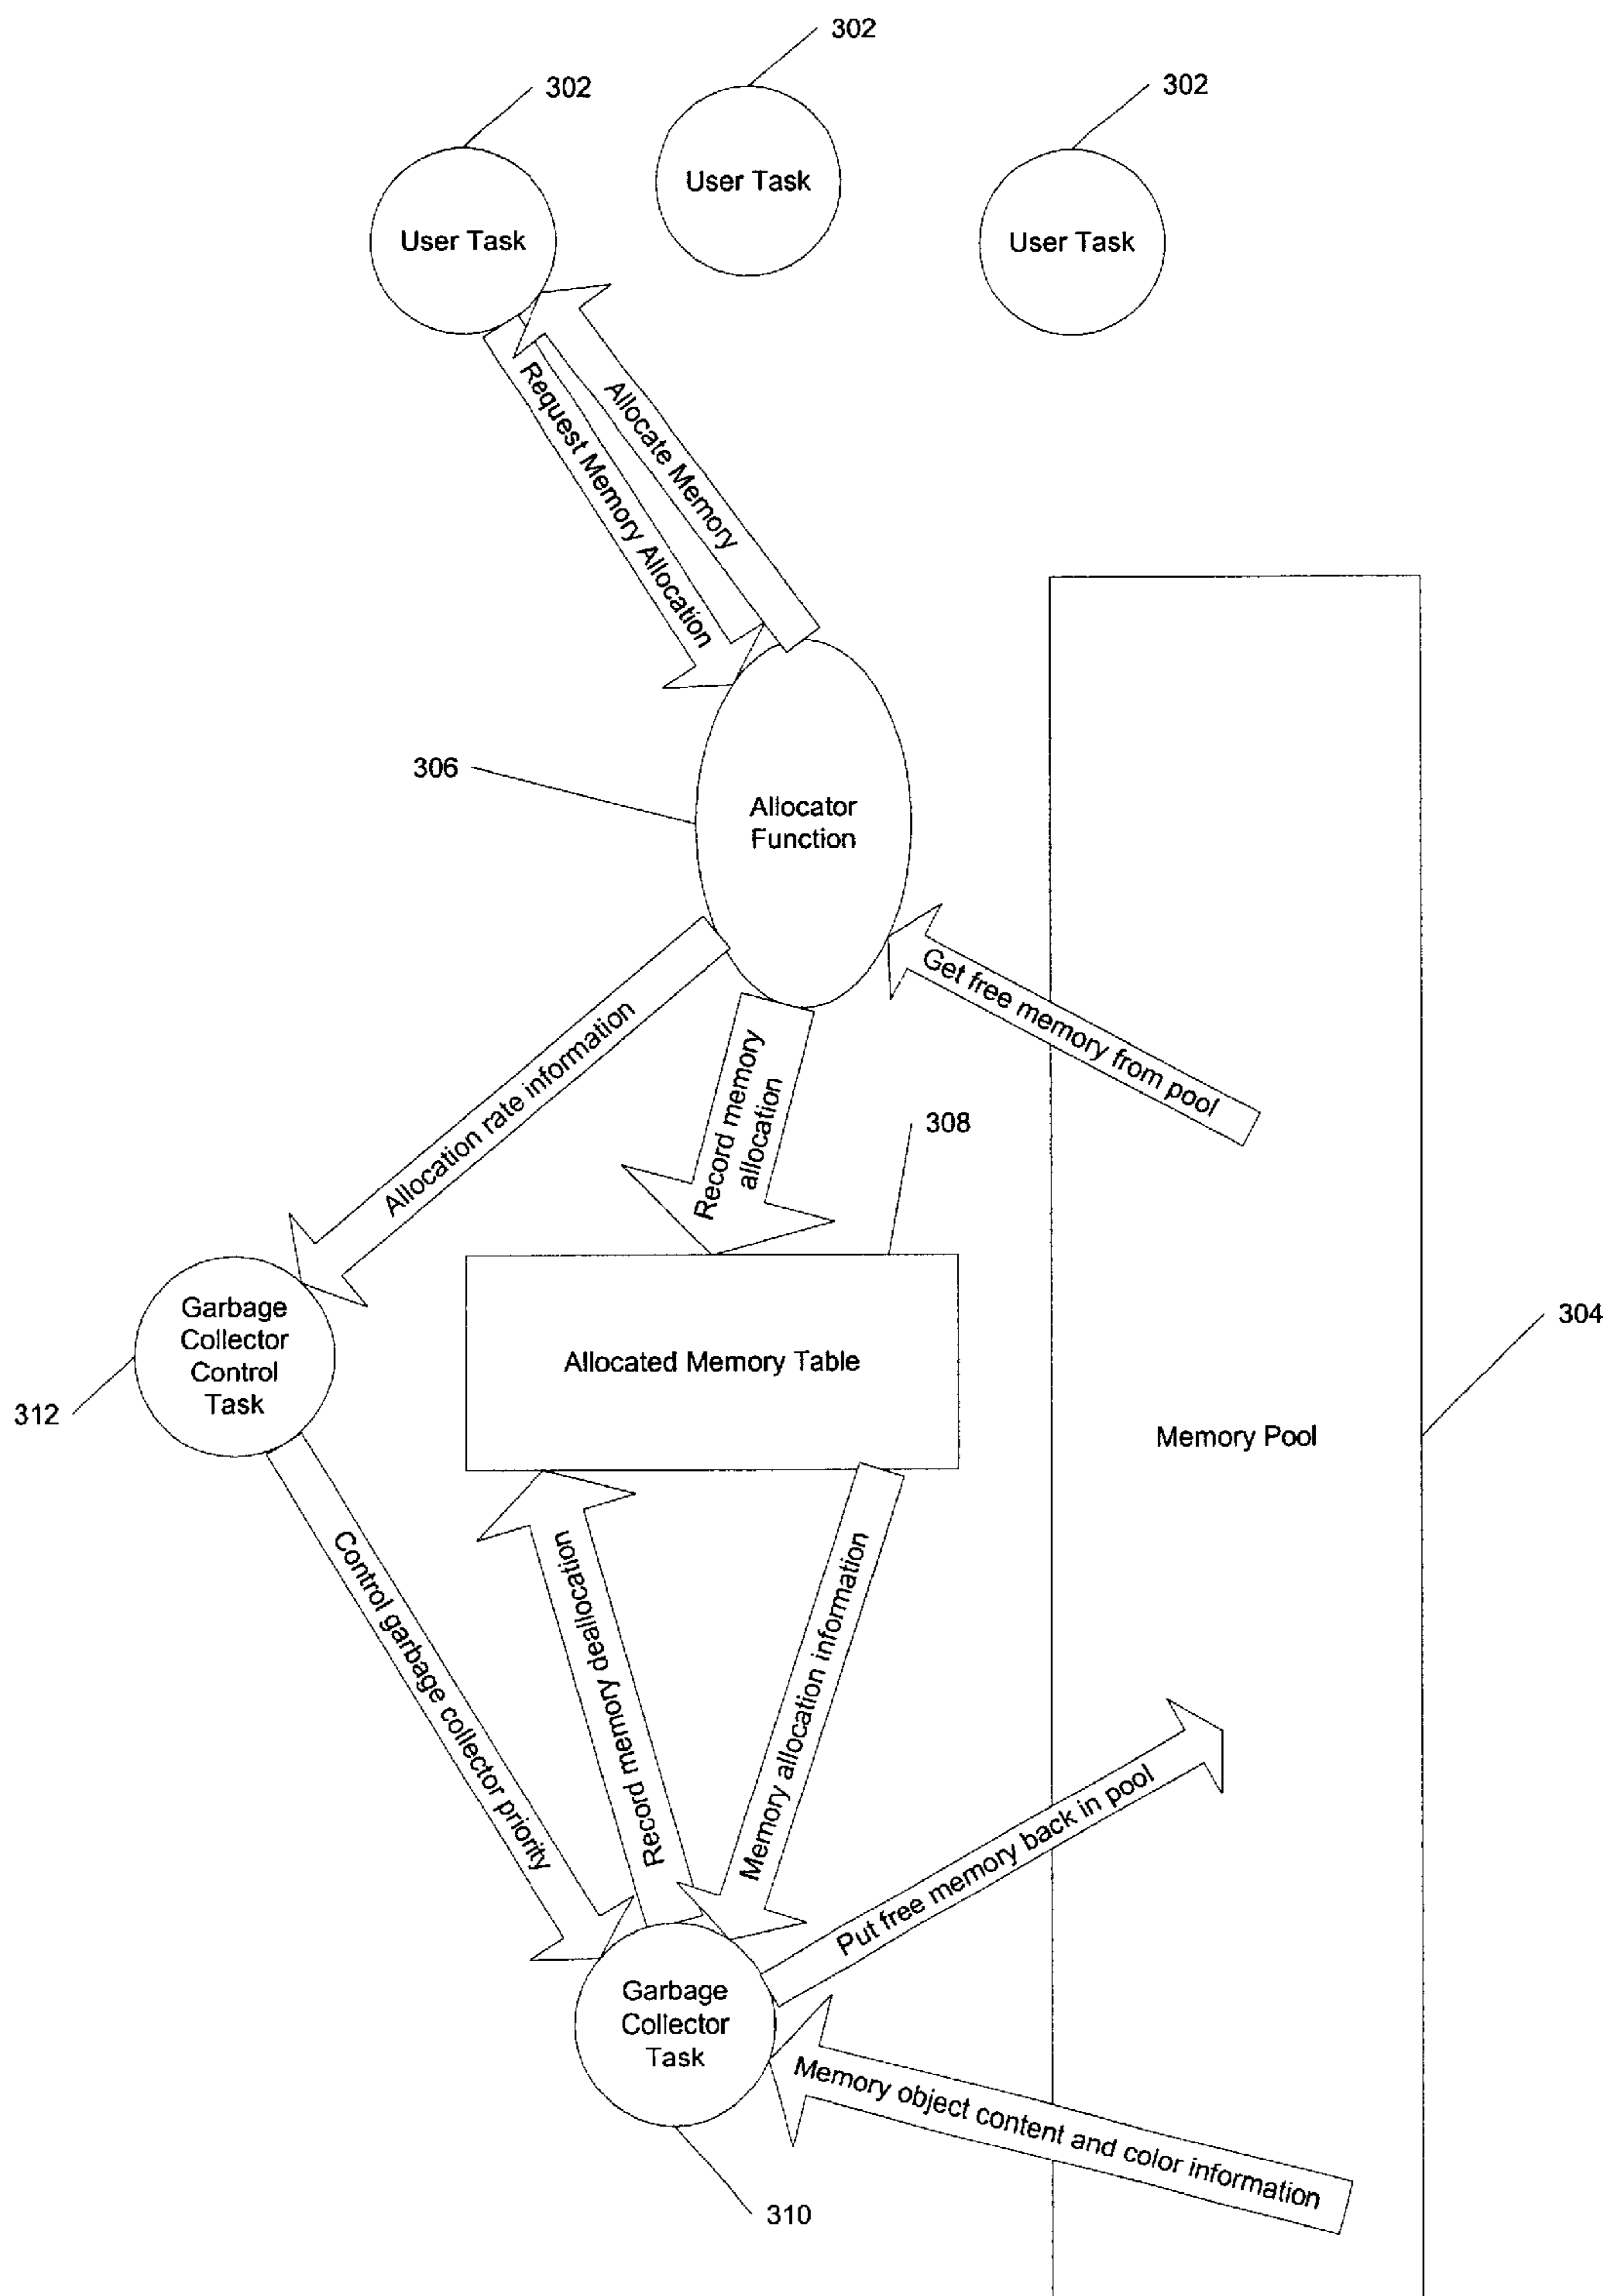 302
302
302
User Task
User Task
User Task
Request Memory Allocation
Allocate Memory
306
Allocator
Function
Get free memory from pool
Allocation rate information
Record memory
allocation
308
Garbage
Collector
Control
Task
312
Allocated Memory Table
304
Memory Pool
Control garbage collector priority
Record memory deallocation
Memory allocation information
Put free memory back in pool
Garbage
Collector
Task
Memory object content and color information
310